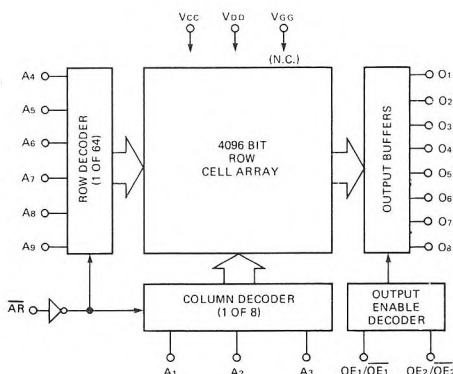 VCC
VDD
VGG
(N.C.)
A4
A5
A6
A7
A8
A9
ROW DECODER
(1 OF 64)
4096 BIT
ROW
CELL ARRAY
OUTPUT BUFFERS
O1
O2
O3
O4
O5
O6
O7
O8
AR
COLUMN DECODER
(1 OF 8)
OUTPUT
ENABLE
DECODER
A1
A2
A3
OE1/OE1
OE2/OE2